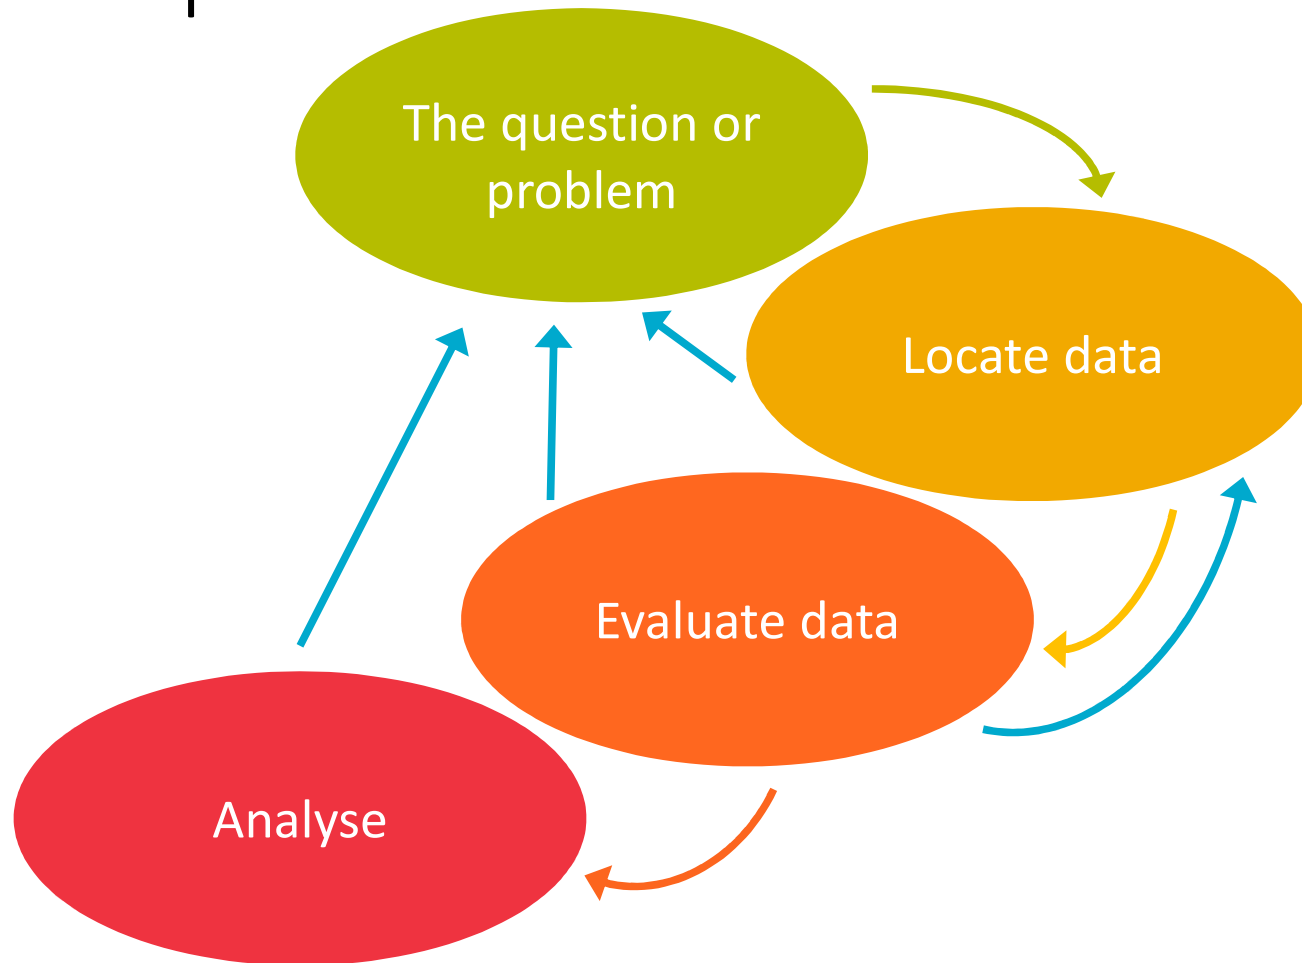 The question or
problem
Locate data
Evaluate data
Analyse